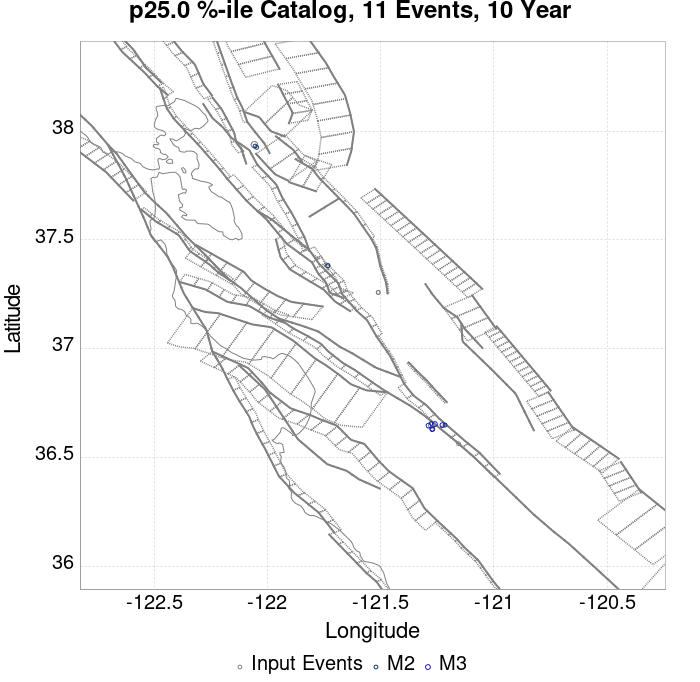 p25.0 %-ile Catalog, 11 Events, 10 Year
38
37.5
37
36.5
36
Latitude
-122.5 -122 -121.5 -121 -120.5
Longitude
Input Events M2 M3